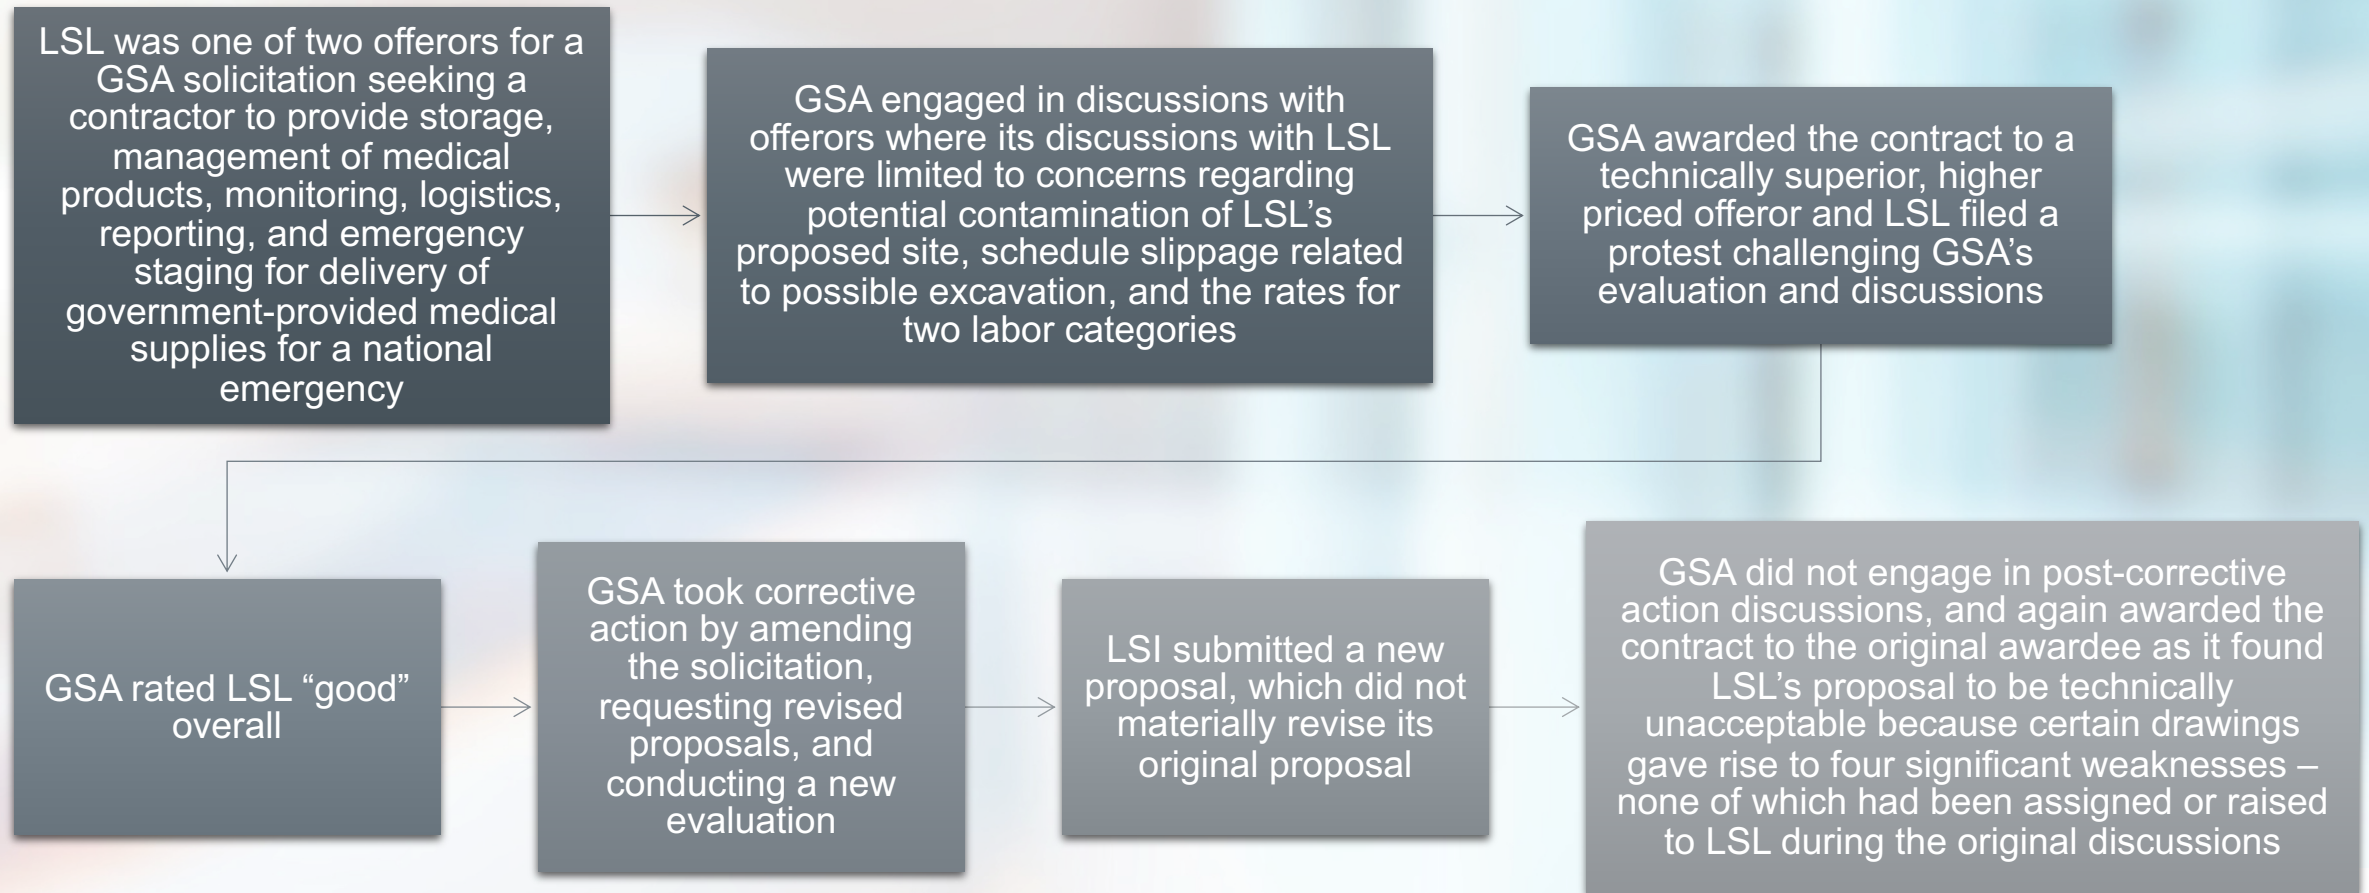 LSL was one of two offerors for a
GSA solicitation seeking a
contractor to provide storage,
management of medical
products, monitoring, logistics,
reporting, and emergency
staging for delivery of
government-provided medical
supplies for a national
emergency
GSA engaged in discussions with
offerors where its discussions with LSL
were limited to concerns regarding
potential contamination of LSL’s
proposed site, schedule slippage related
to possible excavation, and the rates for
two labor categories
GSA awarded the contract to a
technically superior, higher
priced offeror and LSL filed a
protest challenging GSA’s
evaluation and discussions
GSA rated LSL “good”
overall
GSA took corrective
action by amending
the solicitation,
requesting revised
proposals, and
conducting a new
evaluation
LSI submitted a new
proposal, which did not
materially revise its
original proposal
GSA did not engage in post-corrective
action discussions, and again awarded the
contract to the original awardee as it found
LSL’s proposal to be technically
unacceptable because certain drawings
gave rise to four significant weaknesses –
none of which had been assigned or raised
to LSL during the original discussions